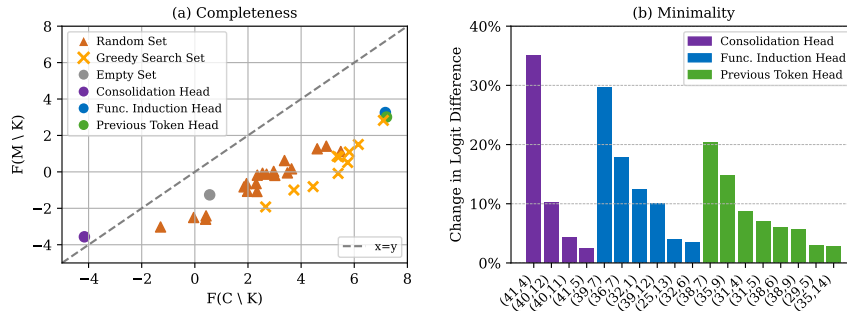 (a) Completeness
Random Set
Greedy Search Set
Empty Set
Consolidation Head
Func. Induction Head
Previous Token Head
x=y
8
6
4
2
0
−2
−4
F(M \ K)
−4 −2 0 2 4 6 8
F(C \ K)
(b) Minimality
Consolidation Head
Func. Induction Head
Previous Token Head
40%
30%
20%
10%
0%
Change in Logit Difference
(41,4) (40,12) (40,11) (41,5) (39,7) (36,7) (32,1) (39,12) (25,13) (32,6) (38,7) (35,9) (31,4) (31,5) (38,6) (38,9) (29,5) (35,14)